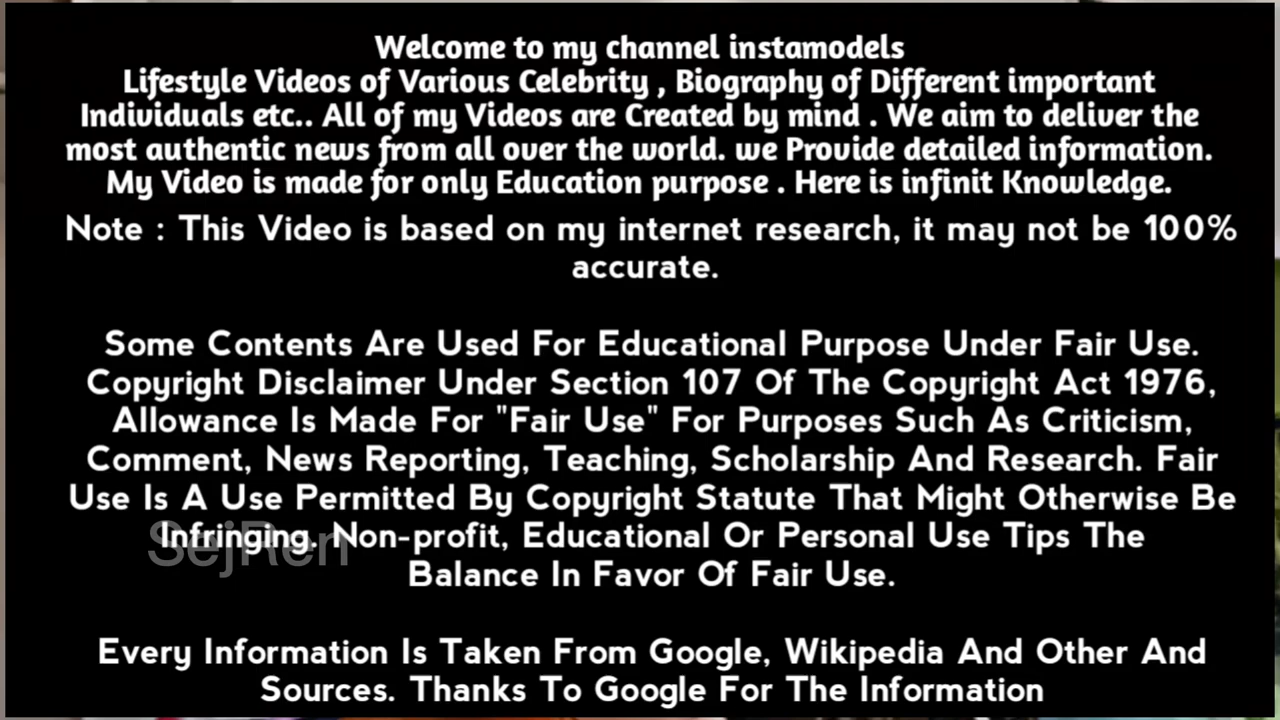 Welcome to my channel instamodels
Lifestyle Videos of Various Celebrity , Biography of Different important
Individuals etc.. All of my Videos are Created by mind . We aim to deliver the
most authentic news from all over the world. we Provide detailed information.
My Video is made for only Education purpose . Here is infinit Knowledge.
Note : This Video is based on my internet research, it may not be 100%
accurate.
Some Contents Are Used For Educational Purpose Under Fair Use.
Copyright Disclaimer Under Section 107 Of The Copyright Act 1976,
Allowance Is Made For "Fair Use" For Purposes Such As Criticism,
Comment, News Reporting, Teaching, Scholarship And Research. Fair
Use Is A Use Permitted By Copyright Statute That Might Otherwise Be
Infringing. Non-profit, Educational Or Personal Use Tips The
SejRen
Balance In Favor Of Fair Use.
Every Information Is Taken From Google, Wikipedia And Other And
Sources. Thanks To Google For The Information